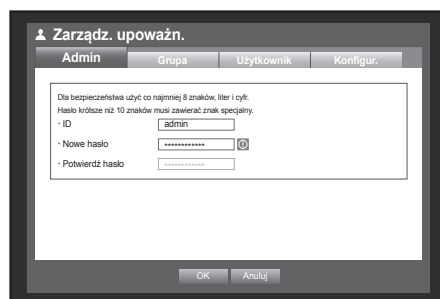 Zarządz. upoważn.
Admin Grupa Użytkownik Konfigur.
Dla bezpieczeństwa użyć co najmniej 8 znaków, liter i cyfr.
Hasło krótsze niż 10 znaków musi zawierać znak specjalny.
· ID admin
· Nowe hasło ************
· Potwierdź hasło ************
OK Anuluj